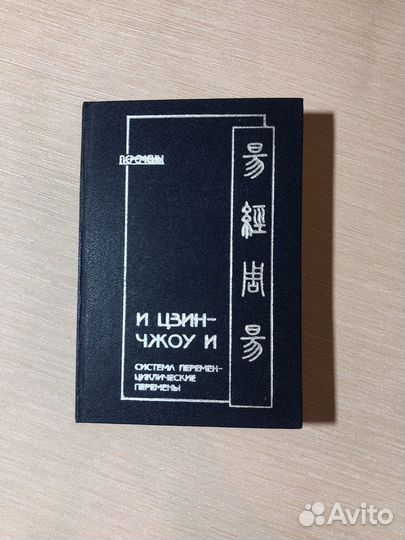 ПЕРЕМЕНЫ
易
經
周
易
И ЦЗИН-
ЧЖОУ И
СИСТЕМА ПЕРЕМЕН-
ЦИКЛИЧЕСКИЕ
ПЕРЕМЕНЫ
Avito